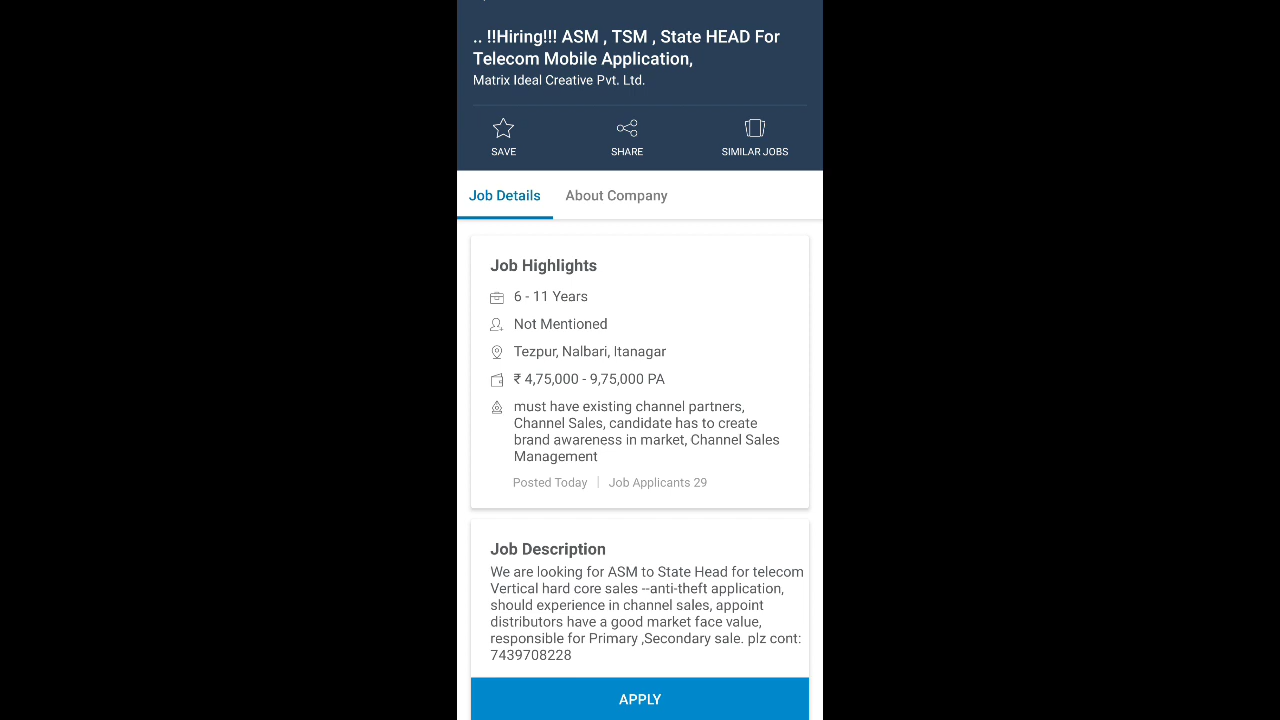 .. !!Hiring!!! ASM , TSM , State HEAD For
Telecom Mobile Application,
Matrix Ideal Creative Pvt. Ltd.
SAVE
SHARE
SIMILAR JOBS
Job Details
About Company
Job Highlights
6 - 11 Years
Not Mentioned
Tezpur, Nalbari, Itanagar
₹ 4,75,000 - 9,75,000 PA
must have existing channel partners,
Channel Sales, candidate has to create
brand awareness in market, Channel Sales
Management
Posted Today | Job Applicants 29
Job Description
We are looking for ASM to State Head for telecom
Vertical hard core sales --anti-theft application,
should experience in channel sales, appoint
distributors have a good market face value,
responsible for Primary ,Secondary sale. plz cont:
7439708228
APPLY